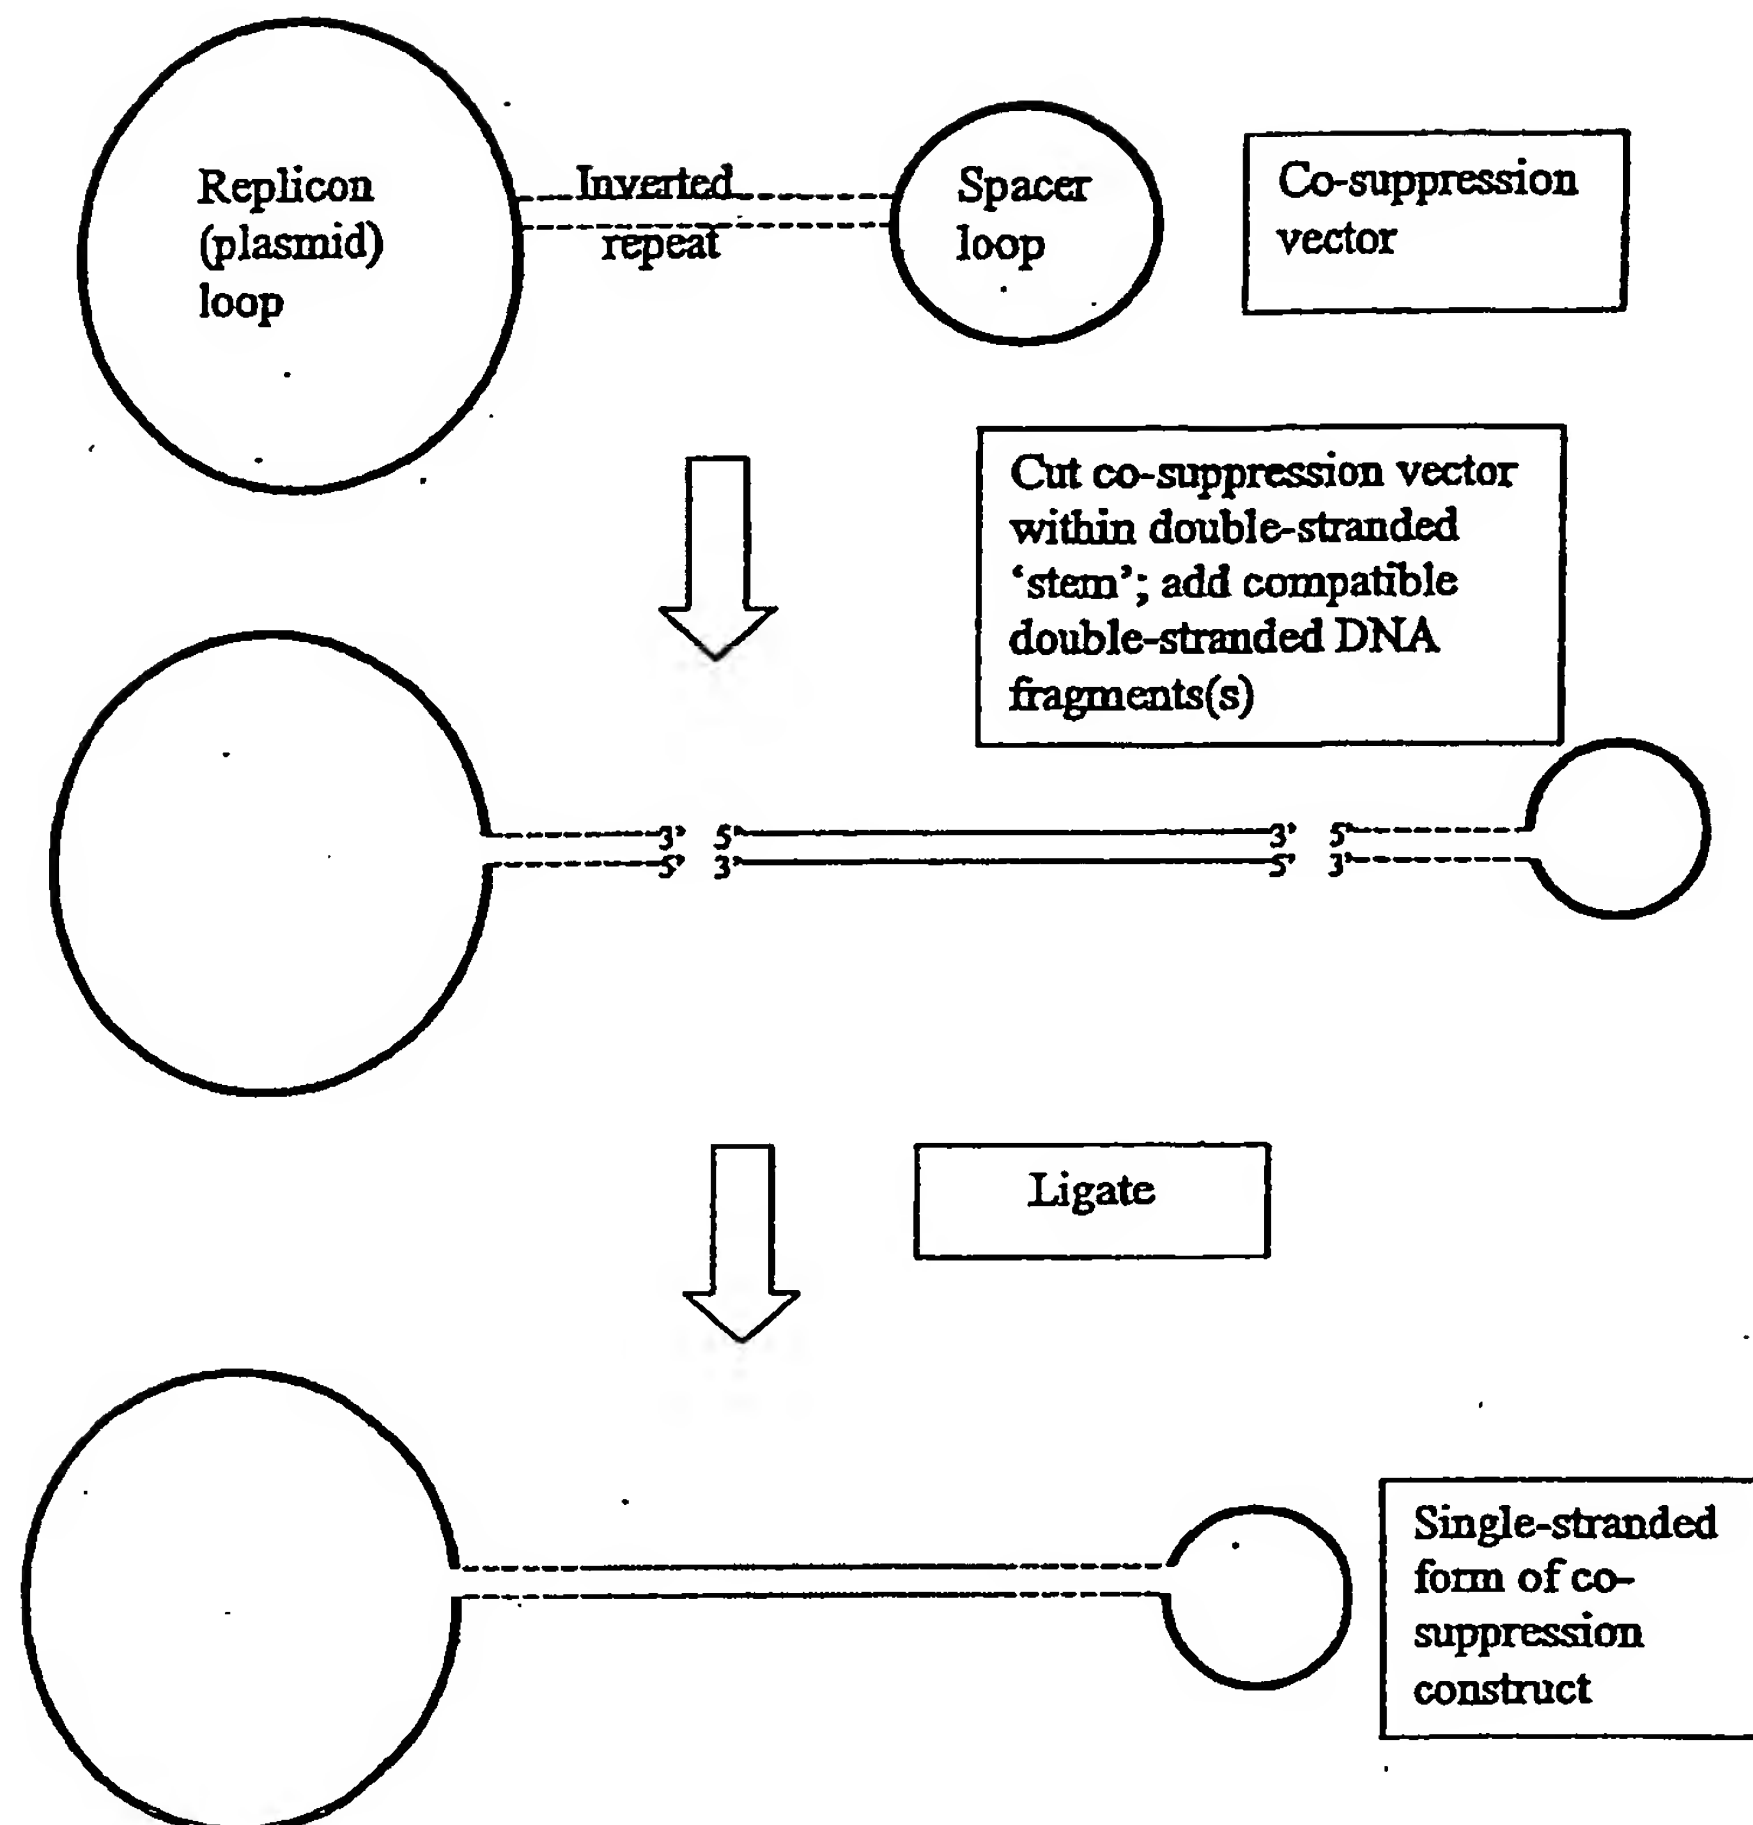 Replicon
(plasmid)
loop
Inverted
repeat
Spacer
loop
Co-suppression
vector
Cut co-suppression vector
within double-stranded
‘stem’; add compatible
double-stranded DNA
fragments(s)
3’ 5’ 3’ 5’
5’ 3’ 5’ 3’
Ligate
Single-stranded
form of co-
suppression
construct